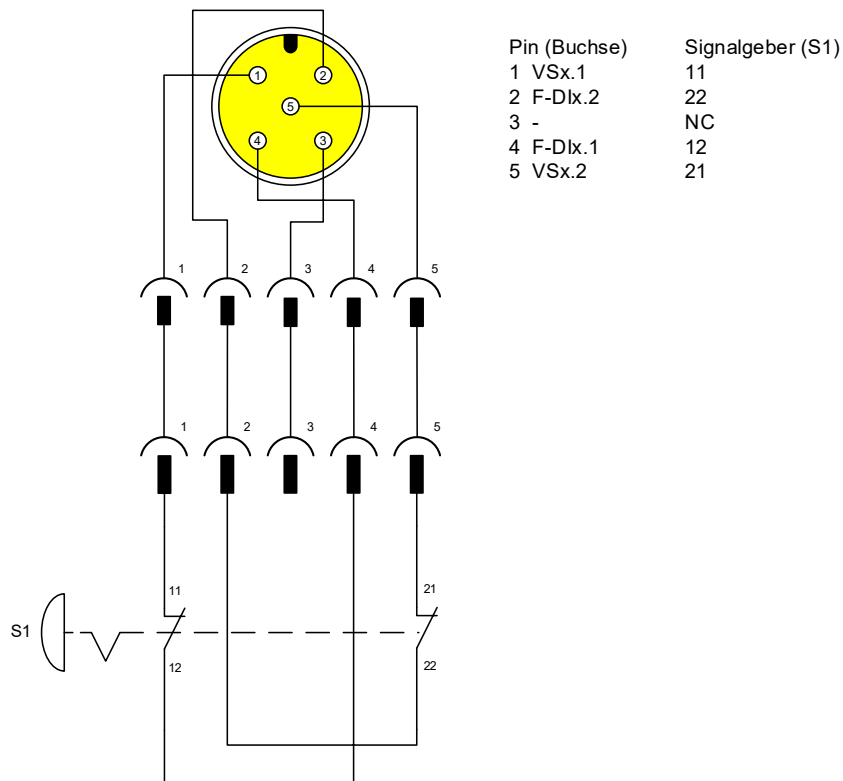 Pin (Buchse) Signalgeber (S1)
1 VSx.1 11
2 F-DIx.2 22
3 - NC
4 F-DIx.1 12
5 VSx.2 21
1 2
5
4 3
1 2 3 4 5
1 2 3 4 5
11 21
S1
12 22